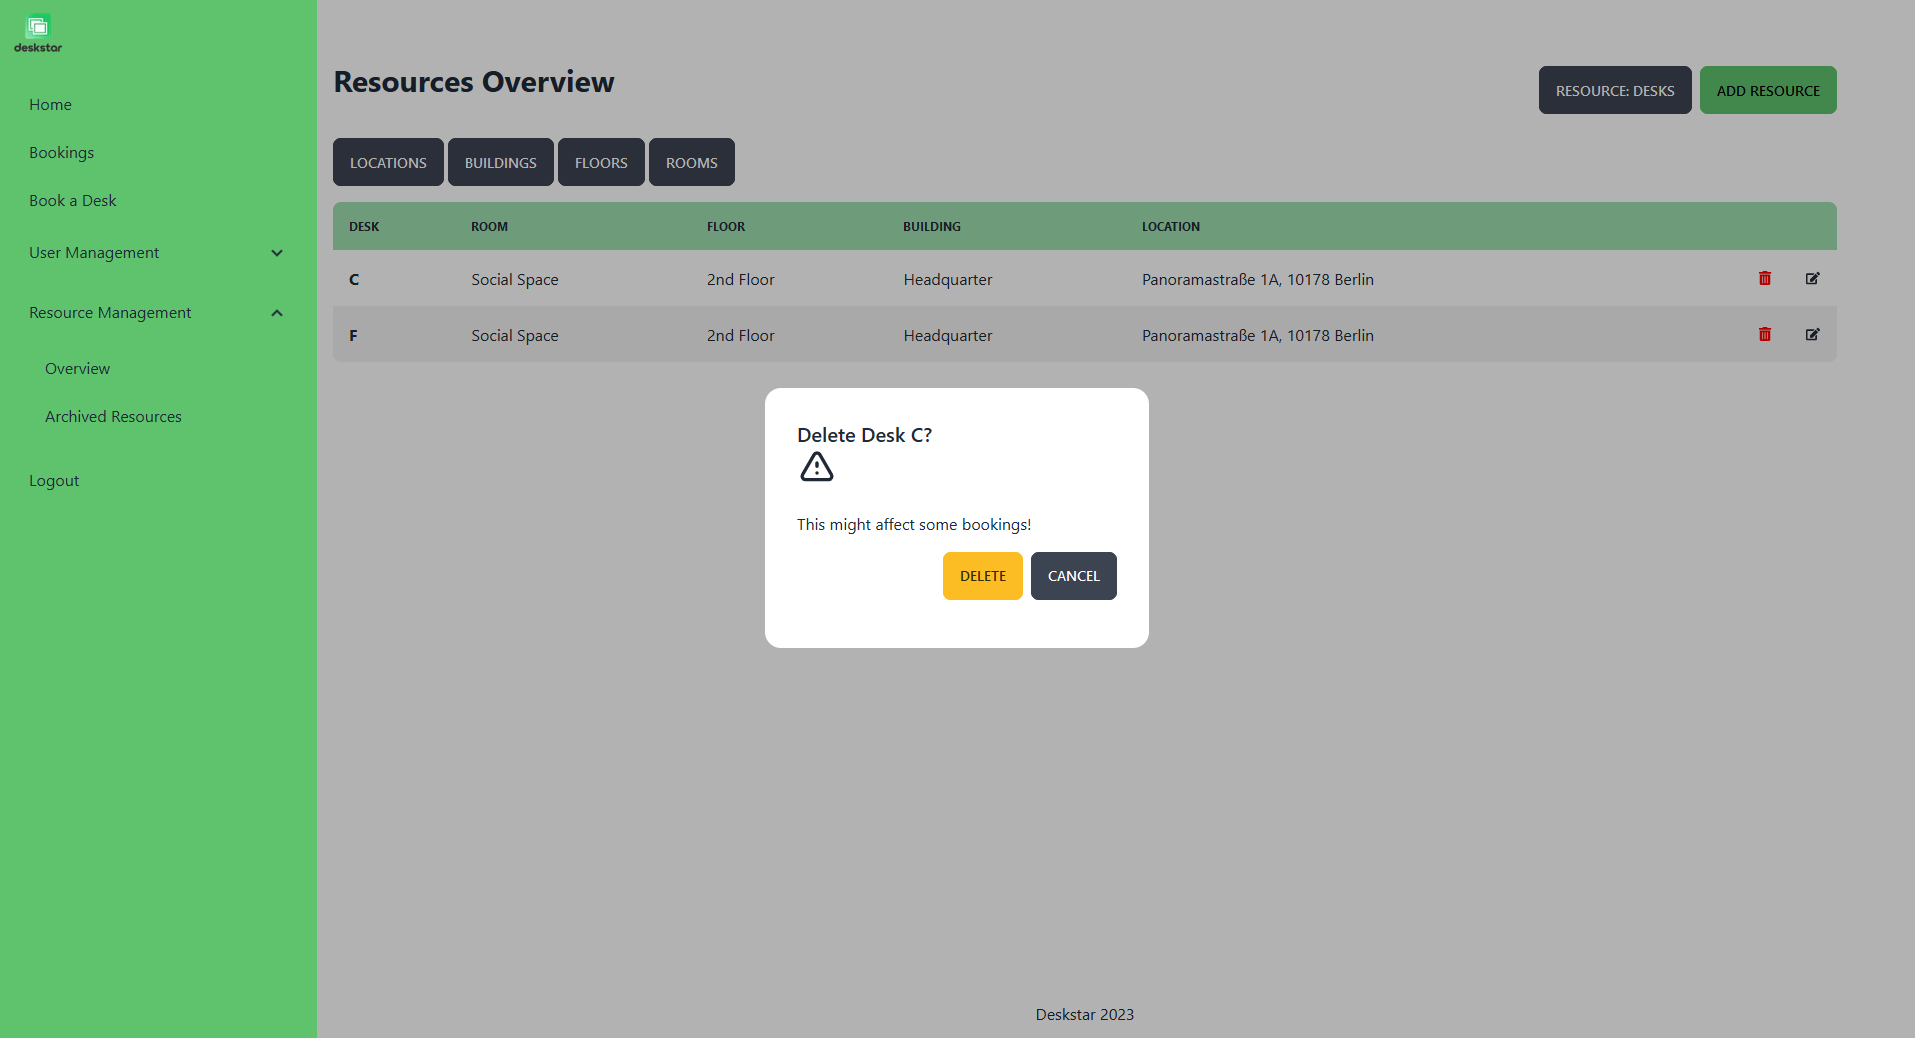 deskstar
Home
Bookings
Book a Desk
User Management
Resource Management
Overview
Archived Resources
Logout
Resources Overview
RESOURCE: DESKS ADD RESOURCE
LOCATIONS BUILDINGS FLOORS ROOMS
DESK ROOM FLOOR BUILDING LOCATION
C Social Space 2nd Floor Headquarter Panoramastraße 1A, 10178 Berlin
F Social Space 2nd Floor Headquarter Panoramastraße 1A, 10178 Berlin
Delete Desk C?
This might affect some bookings!
DELETE CANCEL
Deskstar 2023